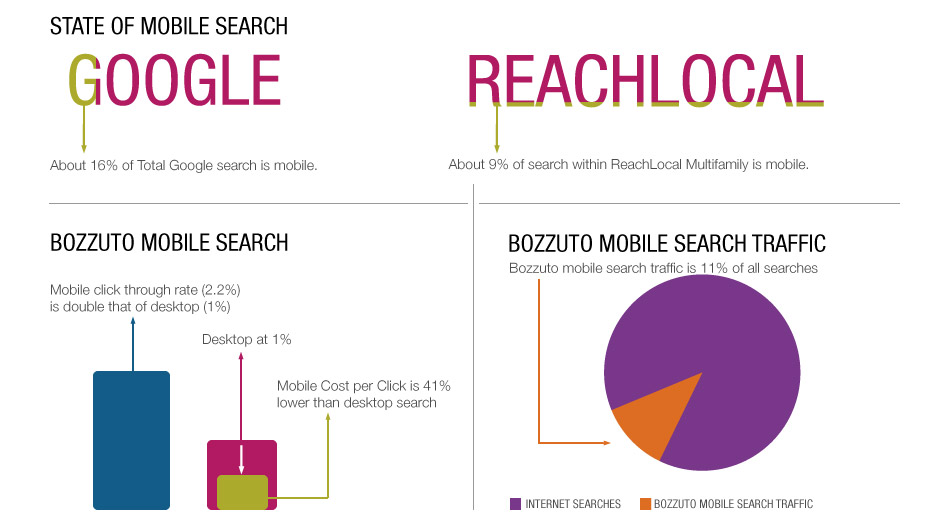 STATE OF MOBILE SEARCH
GOOGLE
REACHLOCAL
About 16% of Total Google search is mobile.
About 9% of search within ReachLocal Multifamily is mobile.
BOZZUTO MOBILE SEARCH
Mobile click through rate (2.2%)
is double that of desktop (1%)
Desktop at 1%
Mobile Cost per Click is 41%
lower than desktop search
BOZZUTO MOBILE SEARCH TRAFFIC
Bozzuto mobile search traffic is 11% of all searches
INTERNET SEARCHES
BOZZUTO MOBILE SEARCH TRAFFIC